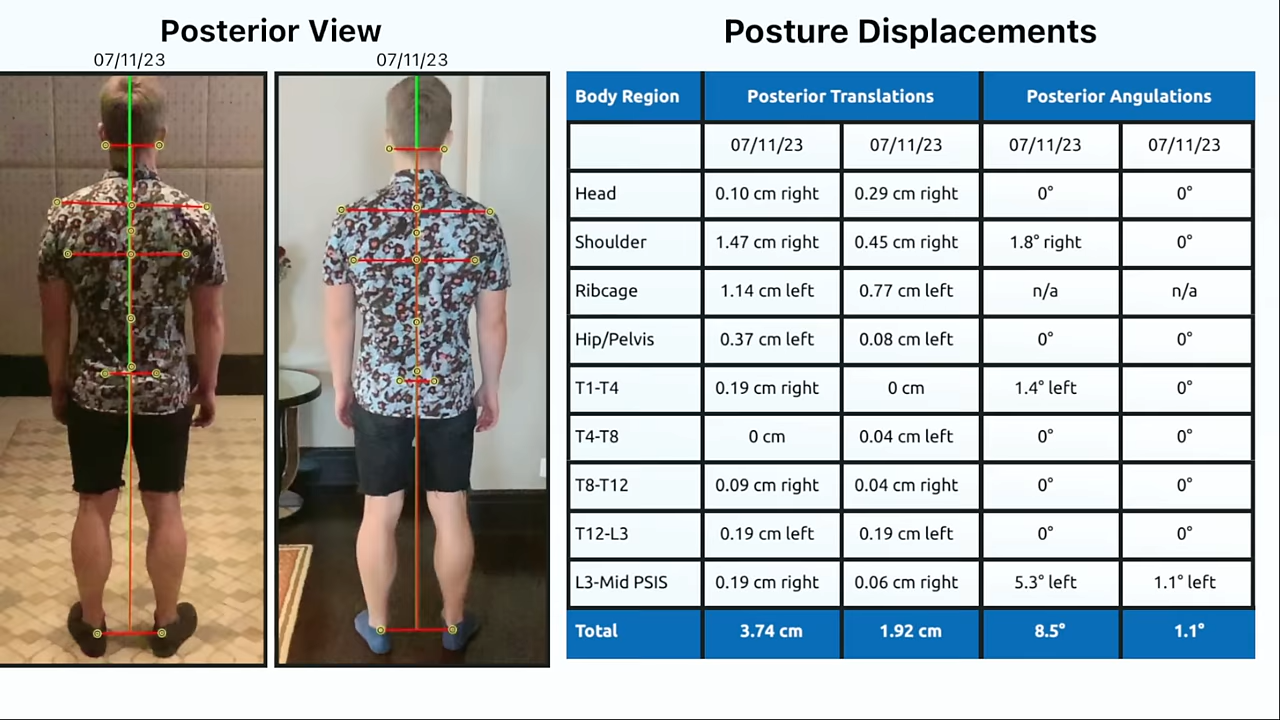 Posterior View
07/11/23 07/11/23
Posture Displacements
Body Region Posterior Translations Posterior Angulations
07/11/23 07/11/23 07/11/23 07/11/23
Head 0.10 cm right 0.29 cm right 0° 0°
Shoulder 1.47 cm right 0.45 cm right 1.8° right 0°
Ribcage 1.14 cm left 0.77 cm left n/a n/a
Hip/Pelvis 0.37 cm left 0.08 cm left 0° 0°
T1-T4 0.19 cm right 0 cm 1.4° left 0°
T4-T8 0 cm 0.04 cm left 0° 0°
T8-T12 0.09 cm right 0.04 cm right 0° 0°
T12-L3 0.19 cm left 0.19 cm left 0° 0°
L3-Mid PSIS 0.19 cm right 0.06 cm right 5.3° left 1.1° left
Total 3.74 cm 1.92 cm 8.5° 1.1°